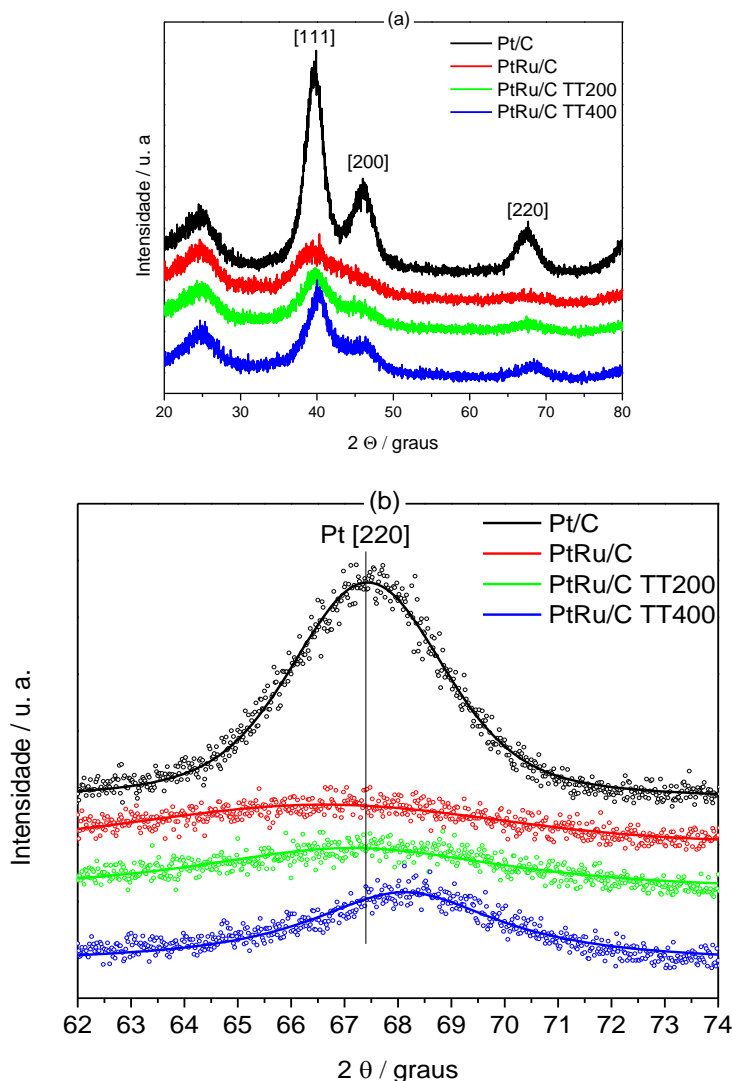 (a)
[111]
Pt/C
PtRu/C
PtRu/C TT200
PtRu/C TT400
[200]
[220]
Intensidade / u. a
20 30 40 50 60 70 80
2 Θ / graus
(b)
Pt [220]
Pt/C
PtRu/C
PtRu/C TT200
PtRu/C TT400
Intensidade / u. a.
62 63 64 65 66 67 68 69 70 71 72 73 74
2 θ / graus